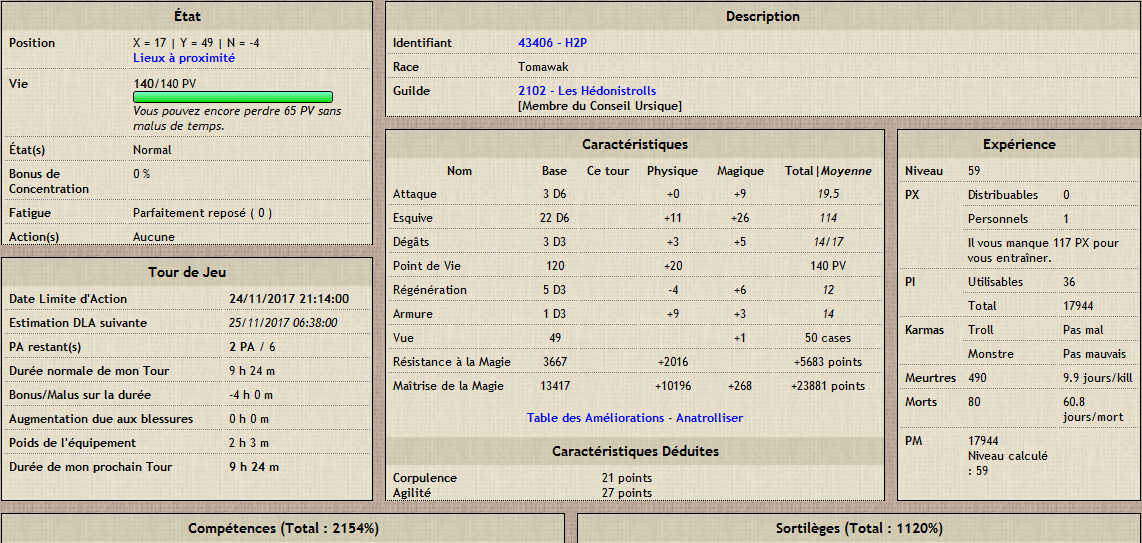 État
Position X = 17 | Y = 49 | N = -4
Lieux à proximité
Vie 140/140 PV
Vous pouvez encore perdre 65 PV sans
malus de temps.
État(s) Normal
Bonus de 0 %
Concentration
Fatigue Parfaitement reposé ( 0 )
Action(s) Aucune
Tour de Jeu
Date Limite d'Action 24/11/2017 21:14:00
Estimation DLA suivante 25/11/2017 06:38:00
PA restant(s) 2 PA / 6
Durée normale de mon Tour 9 h 24 m
Bonus/Malus sur la durée -4 h 0 m
Augmentation due aux blessures 0 h 0 m
Poids de l'équipement 2 h 3 m
Durée de mon prochain Tour 9 h 24 m
Description
Identifiant 43406 - H2P
Race Tomawak
Guilde 2102 - Les Hédonistrolls
[Membre du Conseil Ursique]
Caractéristiques
Nom Base Ce tour Physique Magique Total|Moyenne
Attaque 3 D6 +0 +9 19.5
Esquive 22 D6 +11 +26 114
Dégâts 3 D3 +3 +5 14/17
Point de Vie 120 +20 140 PV
Régénération 5 D3 -4 +6 12
Armure 1 D3 +9 +3 14
Vue 49 +1 50 cases
Résistance à la Magie 3667 +2016 +5683 points
Maîtrise de la Magie 13417 +10196 +268 +23881 points
Table des Améliorations - Anatrolliser
Caractéristiques Déduites
Corpulence 21 points
Agilité 27 points
Expérience
Niveau 59
PX Distribuables 0
Personnels 1
Il vous manque 117 PX pour
vous entraîner.
PI Utilisables 36
Total 17944
Karmas Troll Pas mal
Monstre Pas mauvais
Meurtres 490 9.9 jours/kill
Morts 80 60.8
jours/mort
PM 17944
Niveau calculé
: 59
Compétences (Total : 2154%)
Sortilèges (Total : 1120%)